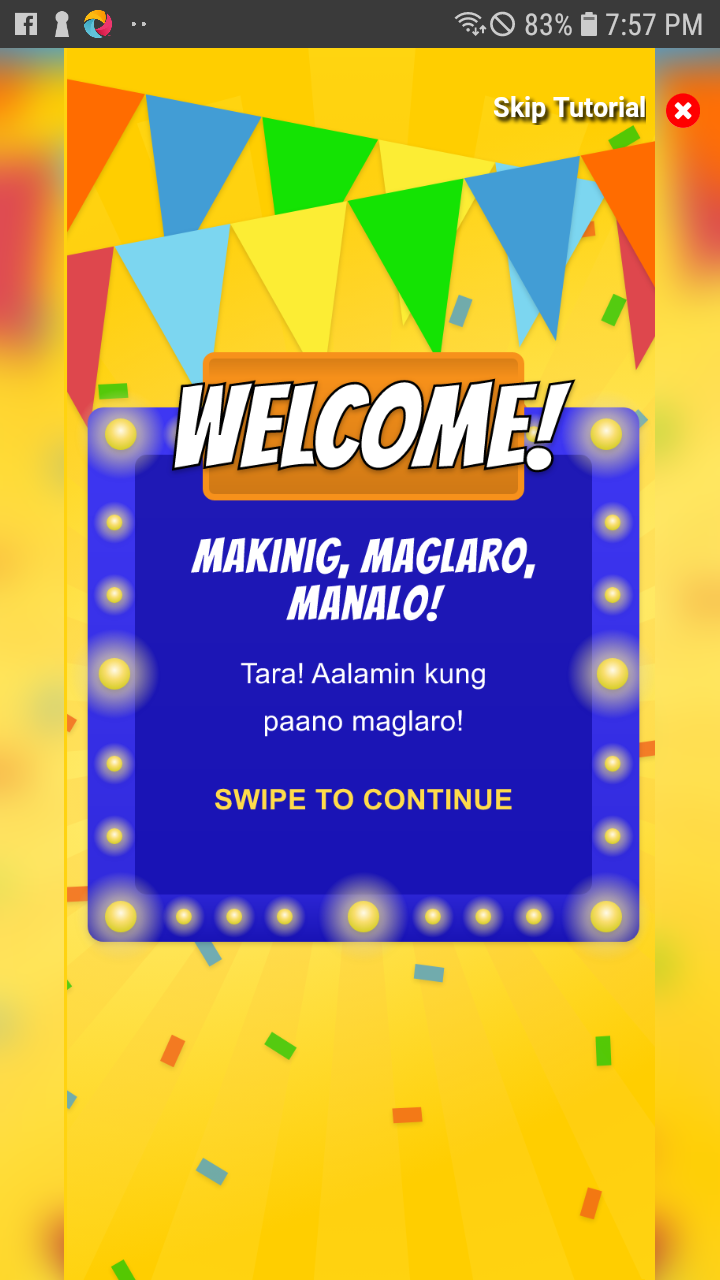 83% 7:57 PM
Skip Tutorial
WELCOME!
MAKINIG, MAGLARO,
MANALO!
Tara! Aalamin kung
paano maglaro!
SWIPE TO CONTINUE